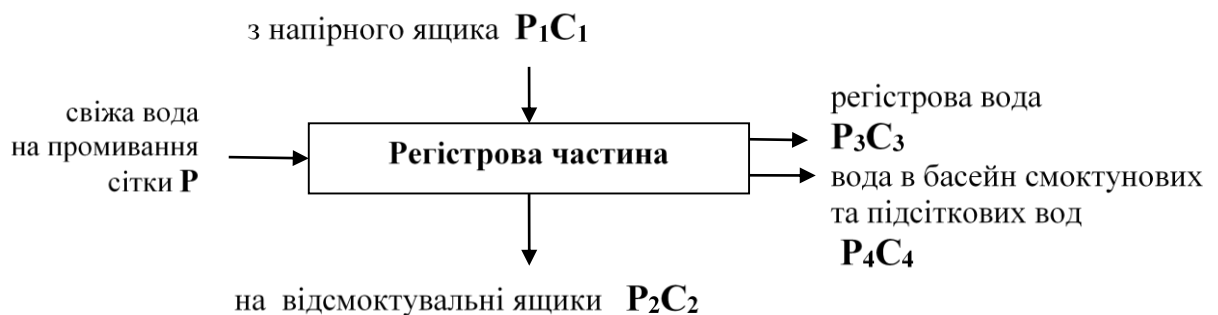 з напірного ящика P₁C₁
свіжа вода
на промивання
сітки P
Регістрова частина
регістрова вода
P₃C₃
вода в басейн смоктунових
та підсіткових вод
P₄C₄
на відсмоктувальні ящики P₂C₂